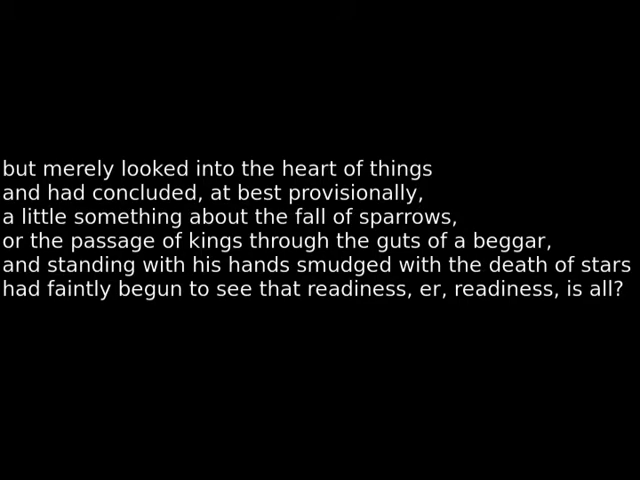 but merely looked into the heart of things
and had concluded, at best provisionally,
a little something about the fall of sparrows,
or the passage of kings through the guts of a beggar,
and standing with his hands smudged with the death of stars
had faintly begun to see that readiness, er, readiness, is all?